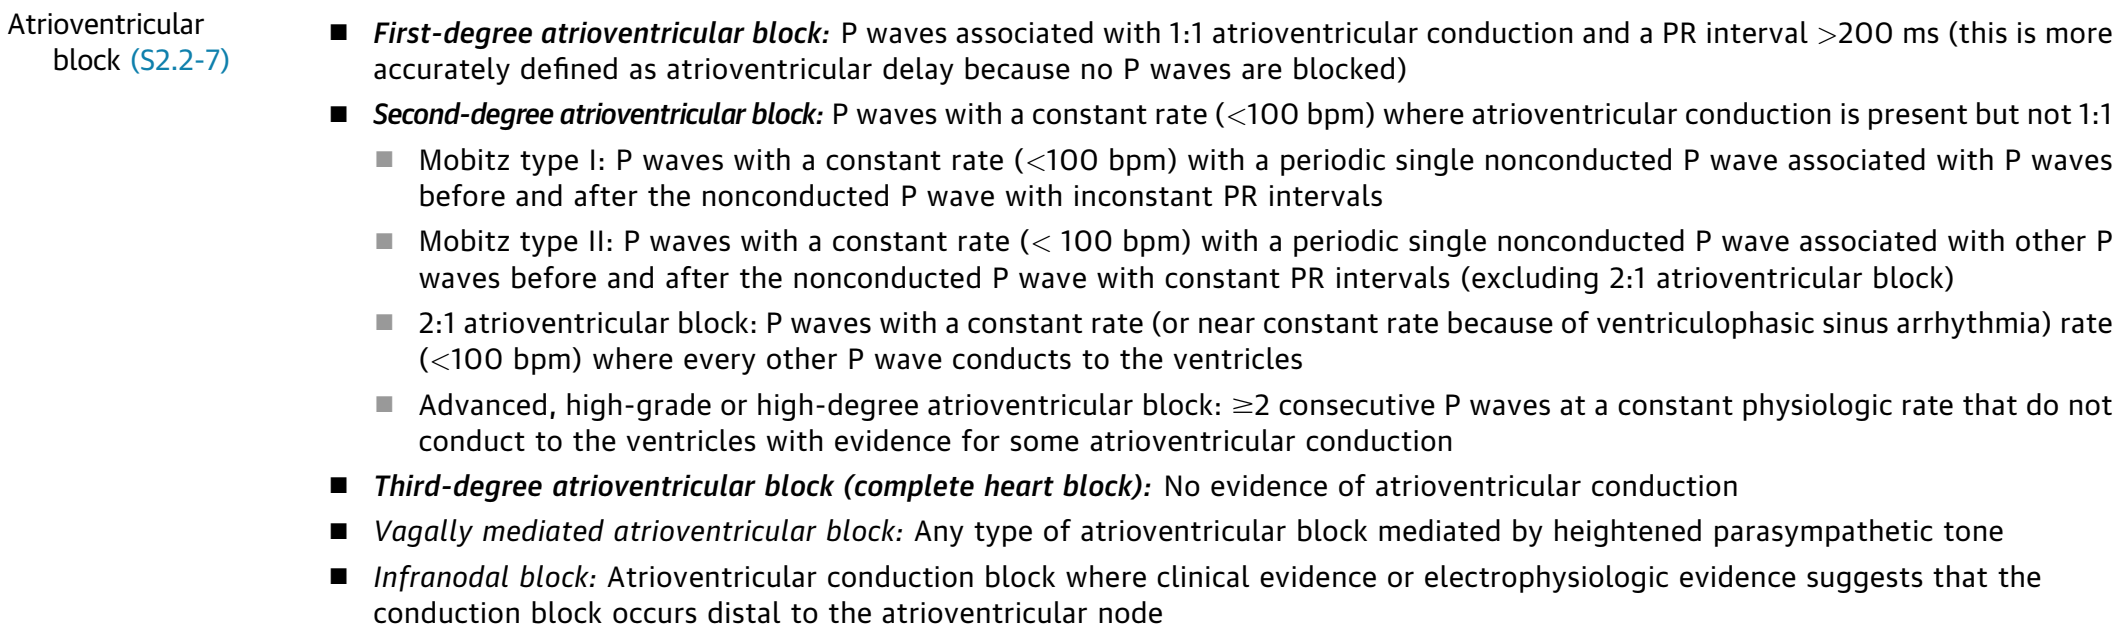 Atrioventricular
block (S2.2-7)
■ First-degree atrioventricular block: P waves associated with 1:1 atrioventricular conduction and a PR interval >200 ms (this is more
accurately defined as atrioventricular delay because no P waves are blocked)
■ Second-degree atrioventricular block: P waves with a constant rate (<100 bpm) where atrioventricular conduction is present but not 1:1
■ Mobitz type I: P waves with a constant rate (<100 bpm) with a periodic single nonconducted P wave associated with P waves
before and after the nonconducted P wave with inconstant PR intervals
■ Mobitz type II: P waves with a constant rate (< 100 bpm) with a periodic single nonconducted P wave associated with other P
waves before and after the nonconducted P wave with constant PR intervals (excluding 2:1 atrioventricular block)
■ 2:1 atrioventricular block: P waves with a constant rate (or near constant rate because of ventriculophasic sinus arrhythmia) rate
(<100 bpm) where every other P wave conducts to the ventricles
■ Advanced, high-grade or high-degree atrioventricular block: ≥2 consecutive P waves at a constant physiologic rate that do not
conduct to the ventricles with evidence for some atrioventricular conduction
■ Third-degree atrioventricular block (complete heart block): No evidence of atrioventricular conduction
■ Vagally mediated atrioventricular block: Any type of atrioventricular block mediated by heightened parasympathetic tone
■ Infranodal block: Atrioventricular conduction block where clinical evidence or electrophysiologic evidence suggests that the
conduction block occurs distal to the atrioventricular node